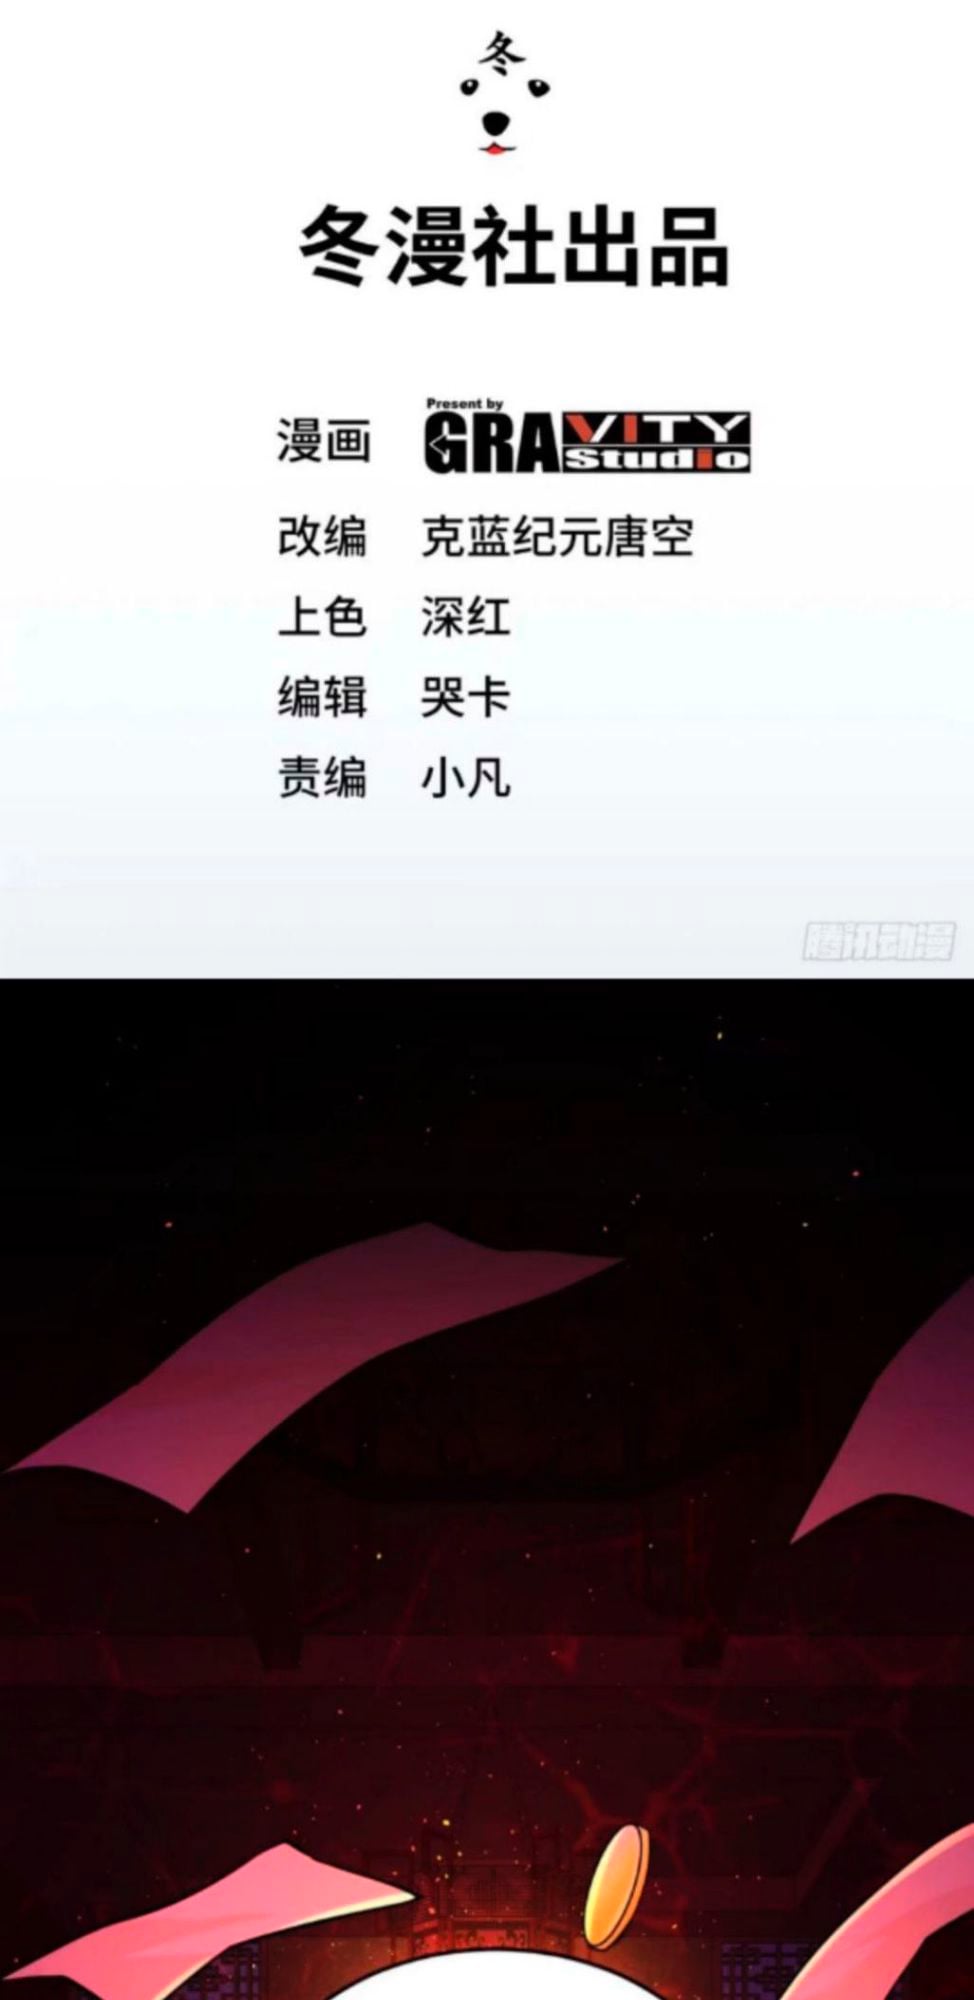 冬
冬漫社出品
Present by
漫画 GRAVITY
Studio
改编 克蓝纪元唐空
上色 深红
编辑 哭卡
责编 小凡
腾讯动漫